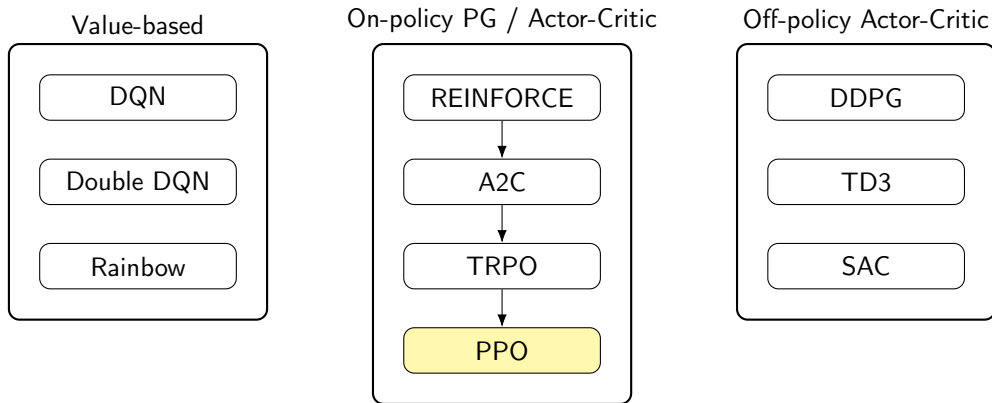 Value-based
DQN
Double DQN
Rainbow
On-policy PG / Actor-Critic
REINFORCE
A2C
TRPO
PPO
Off-policy Actor-Critic
DDPG
TD3
SAC